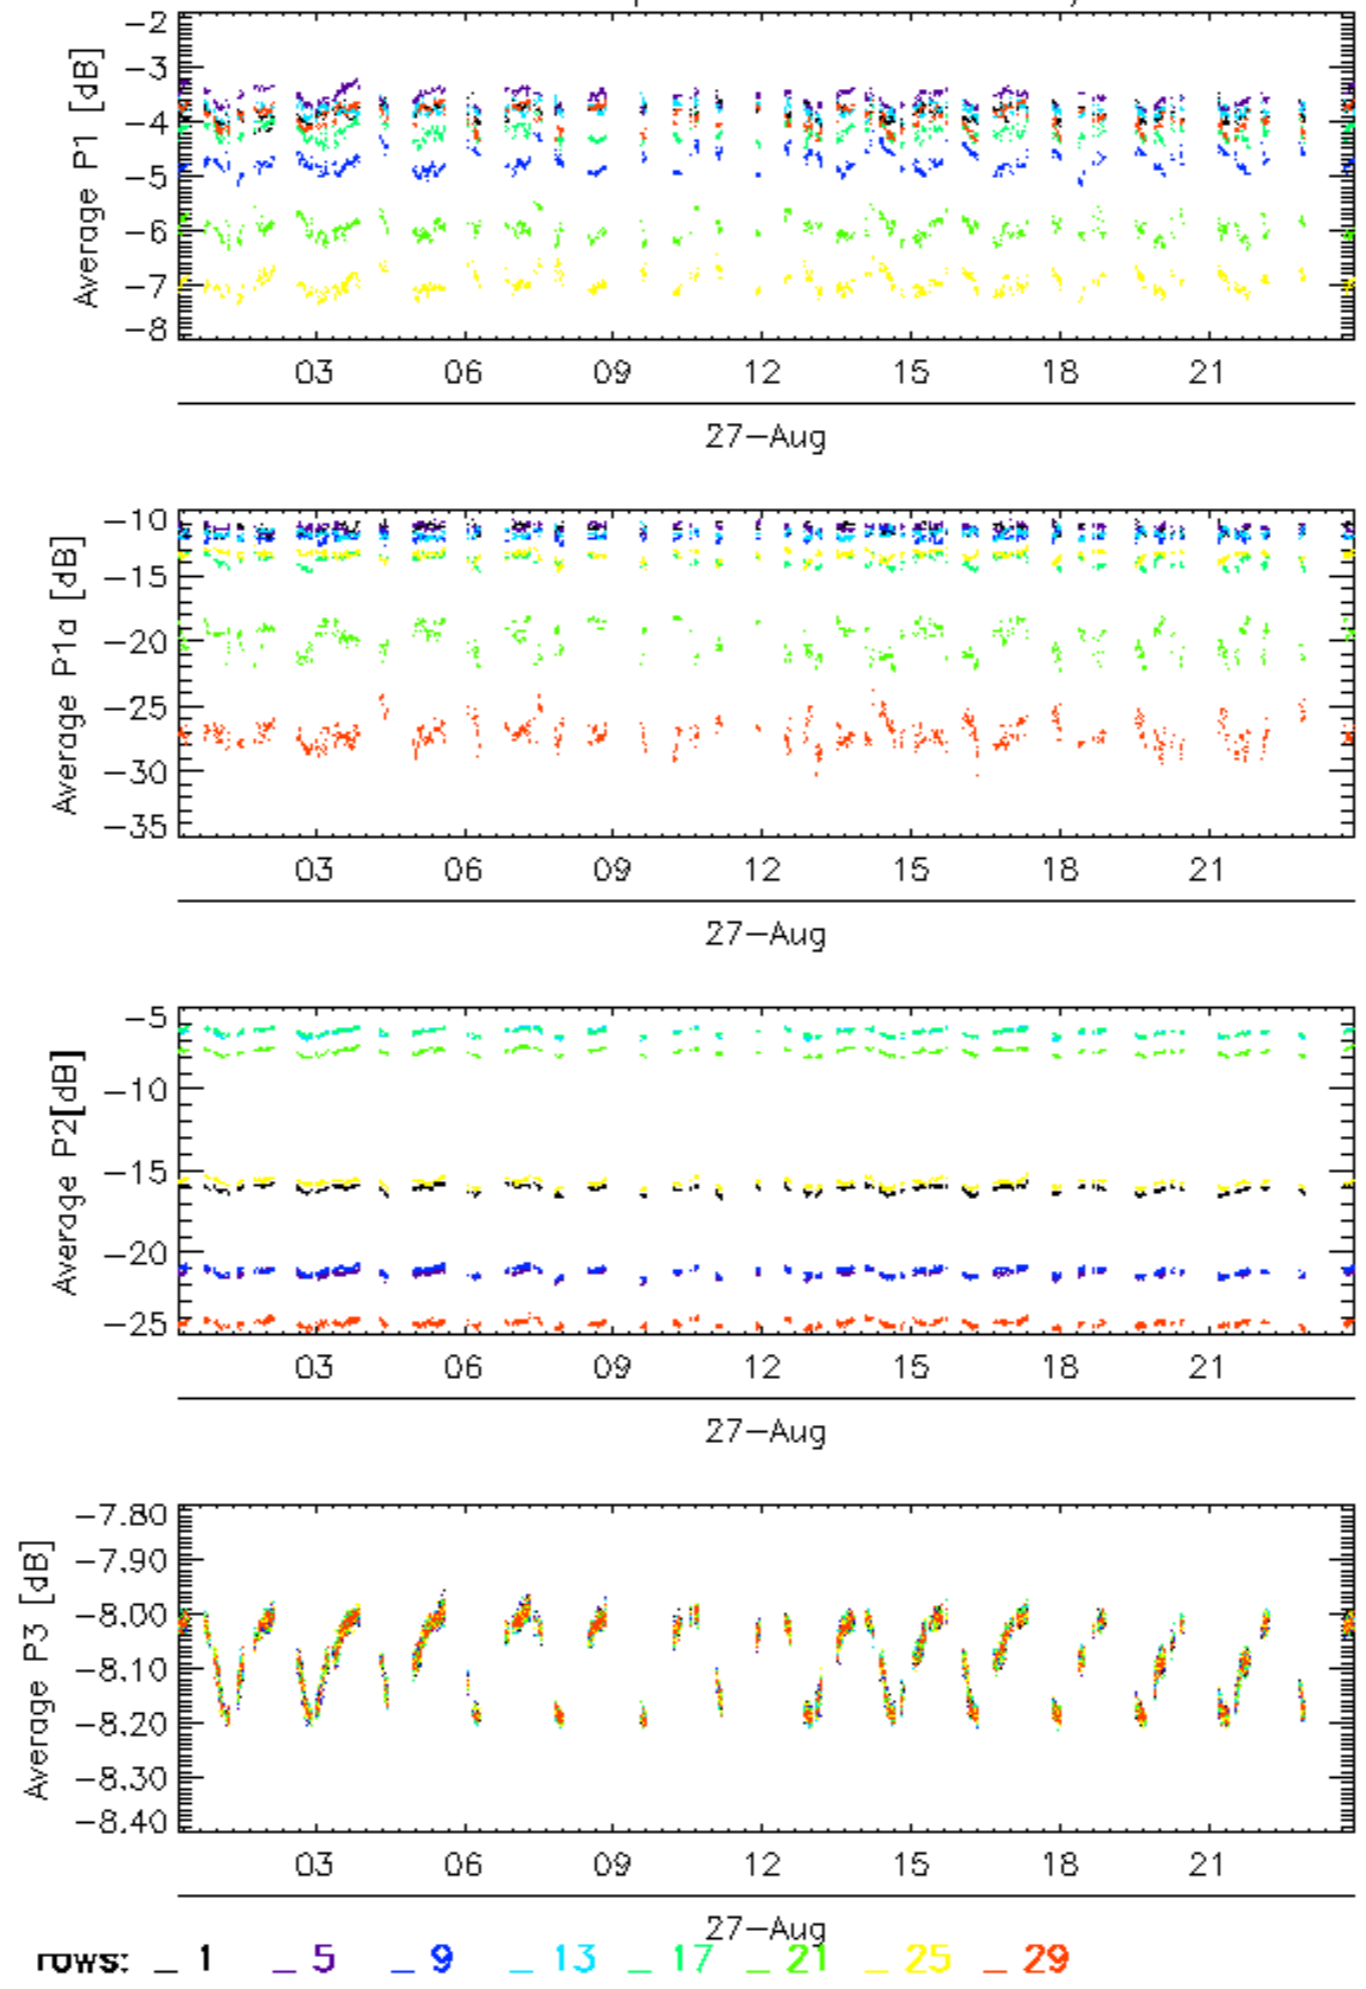 Average P1 [dB]
-2
-3
-4
-5
-6
-7
-8
03 06 09 12 15 18 21
27-Aug
Average P1a [dB]
-10
-15
-20
-25
-30
-35
03 06 09 12 15 18 21
27-Aug
Average P2[dB]
-5
-10
-15
-20
-25
03 06 09 12 15 18 21
27-Aug
Average P3 [dB]
-7.80
-7.90
-8.00
-8.10
-8.20
-8.30
-8.40
03 06 09 12 15 18 21
27-Aug
rows: _ 1 _ 5 _ 9 _ 13 _ 17 _ 21 _ 25 _ 29